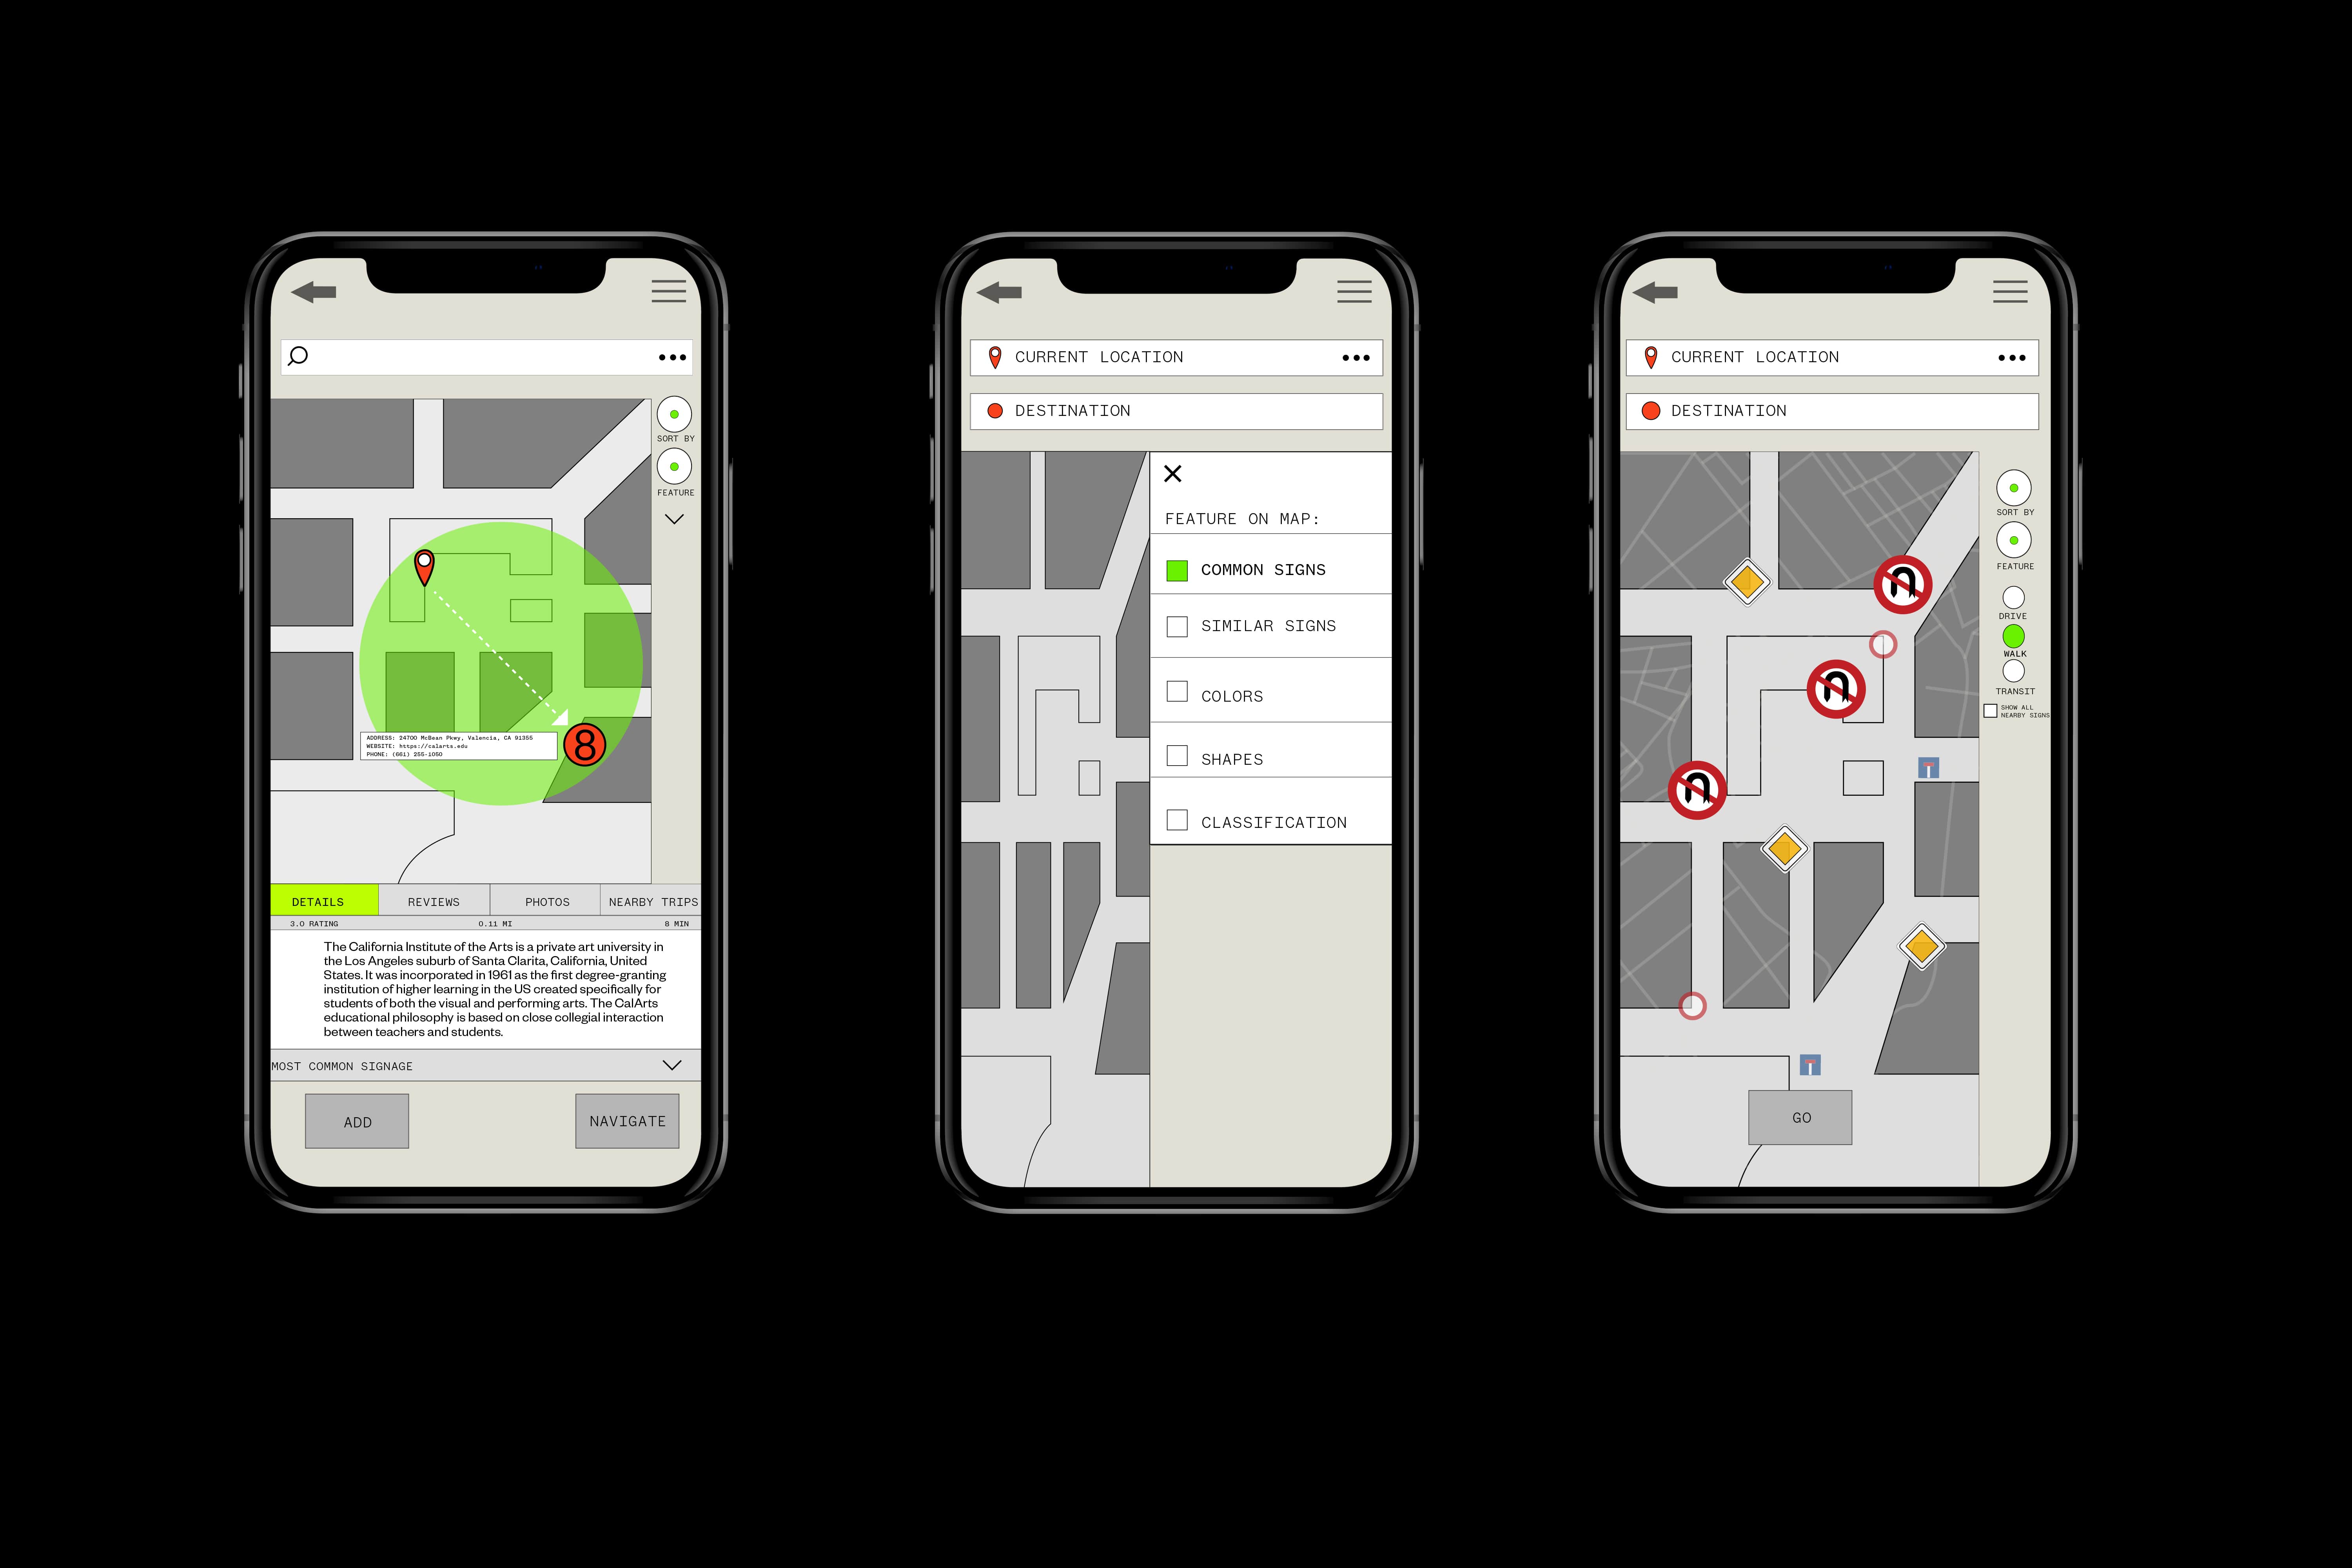 SORT BY
FEATURE
8
ADDRESS: 24700 McBean Pkwy, Valencia, CA 91355
WEBSITE: https://calarts.edu
PHONE: (661) 255-1050
DETAILS REVIEWS PHOTOS NEARBY TRIPS
3.0 RATING 0.11 MI 8 MIN
The California Institute of the Arts is a private art university in
the Los Angeles suburb of Santa Clarita, California, United
States. It was incorporated in 1961 as the first degree-granting
institution of higher learning in the US created specifically for
students of both the visual and performing arts. The CalArts
educational philosophy is based on close collegial interaction
between teachers and students.
MOST COMMON SIGNAGE
ADD NAVIGATE
CURRENT LOCATION
DESTINATION
FEATURE ON MAP:
COMMON SIGNS
SIMILAR SIGNS
COLORS
SHAPES
CLASSIFICATION
CURRENT LOCATION
DESTINATION
SORT BY
FEATURE
DRIVE
WALK
TRANSIT
SHOW ALL
NEARBY SIGNS
GO